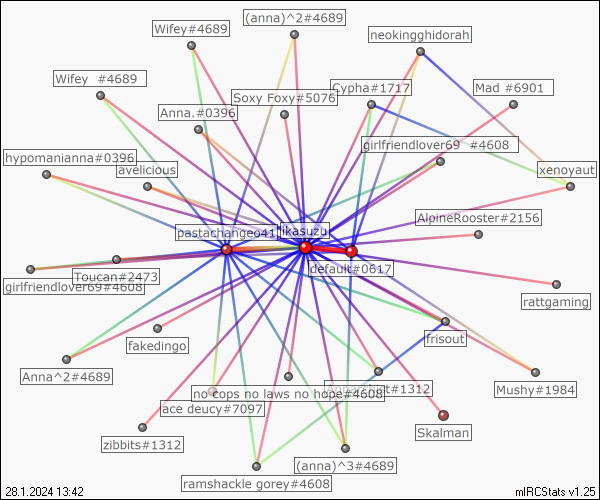 (anna)^2#4689
Wifey#4689
neokingghidorah
Wifey  #4689
Soxy Foxy#5076
Cypha#1717
Mad #6901
Anna.#0396
girlfriendlover69  #4608
hypomanianna#0396
avelicious
xenoyaut
AlpineRooster#2156
pastachangeo41
ikasuzu
default#0617
Toucan#2473
girlfriendlover69#4608
rattgaming
fakedingo
frisout
Anna^2#4689
no cops no laws no hope#4608
#1312
Mushy#1984
ace deucy#7097
Skalman
zibbits#1312
(anna)^3#4689
ramshackle gorey#4608
28.1.2024 13:42
mIRCStats v1.25